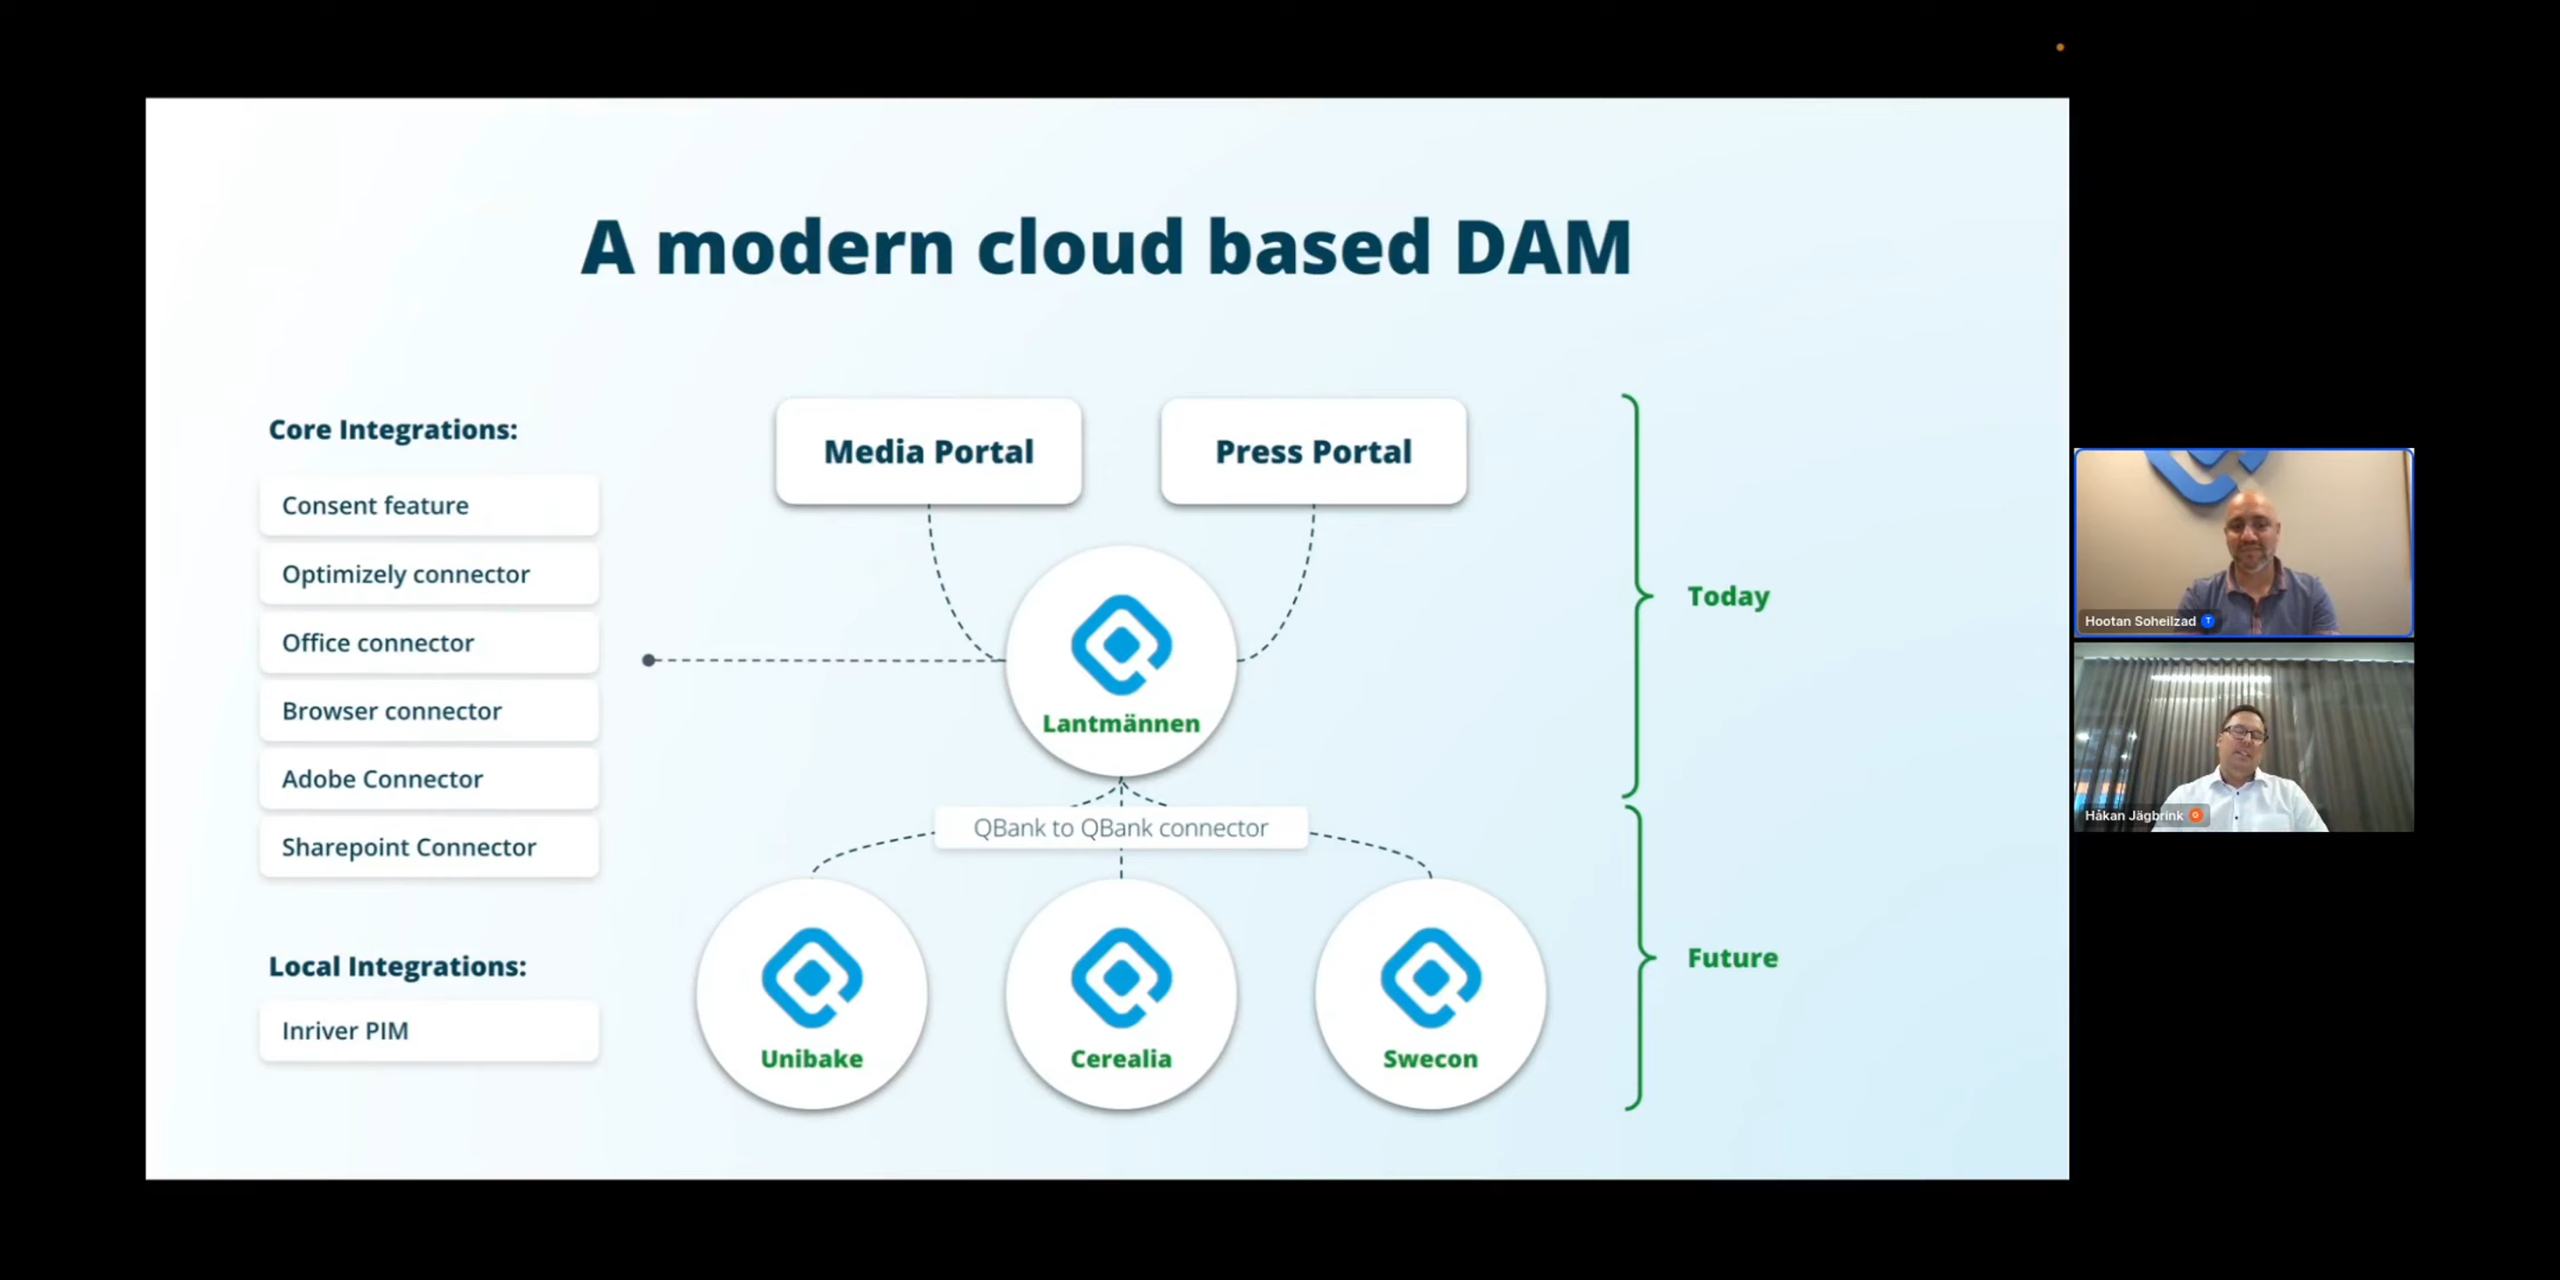 A modern cloud based DAM
Core Integrations:
Consent feature
Optimizely connector
Office connector
Browser connector
Adobe Connector
Sharepoint Connector
Local Integrations:
Inriver PIM
Media Portal
Press Portal
Lantmännen
QBank to QBank connector
Unibake
Cerealia
Swecon
Today
Future
Hootan Soheilzad
T
Håkan Jägbrink
G